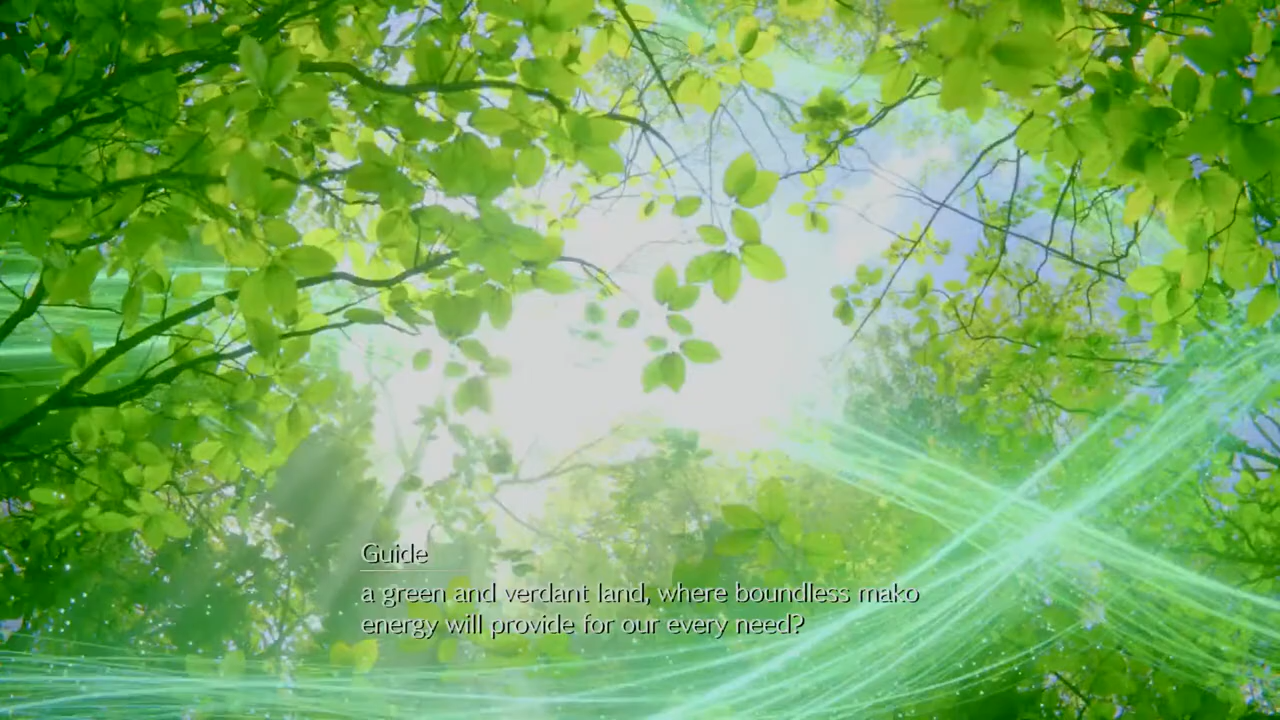 Guide
a green and verdant land, where boundless mako
energy will provide for our every need?